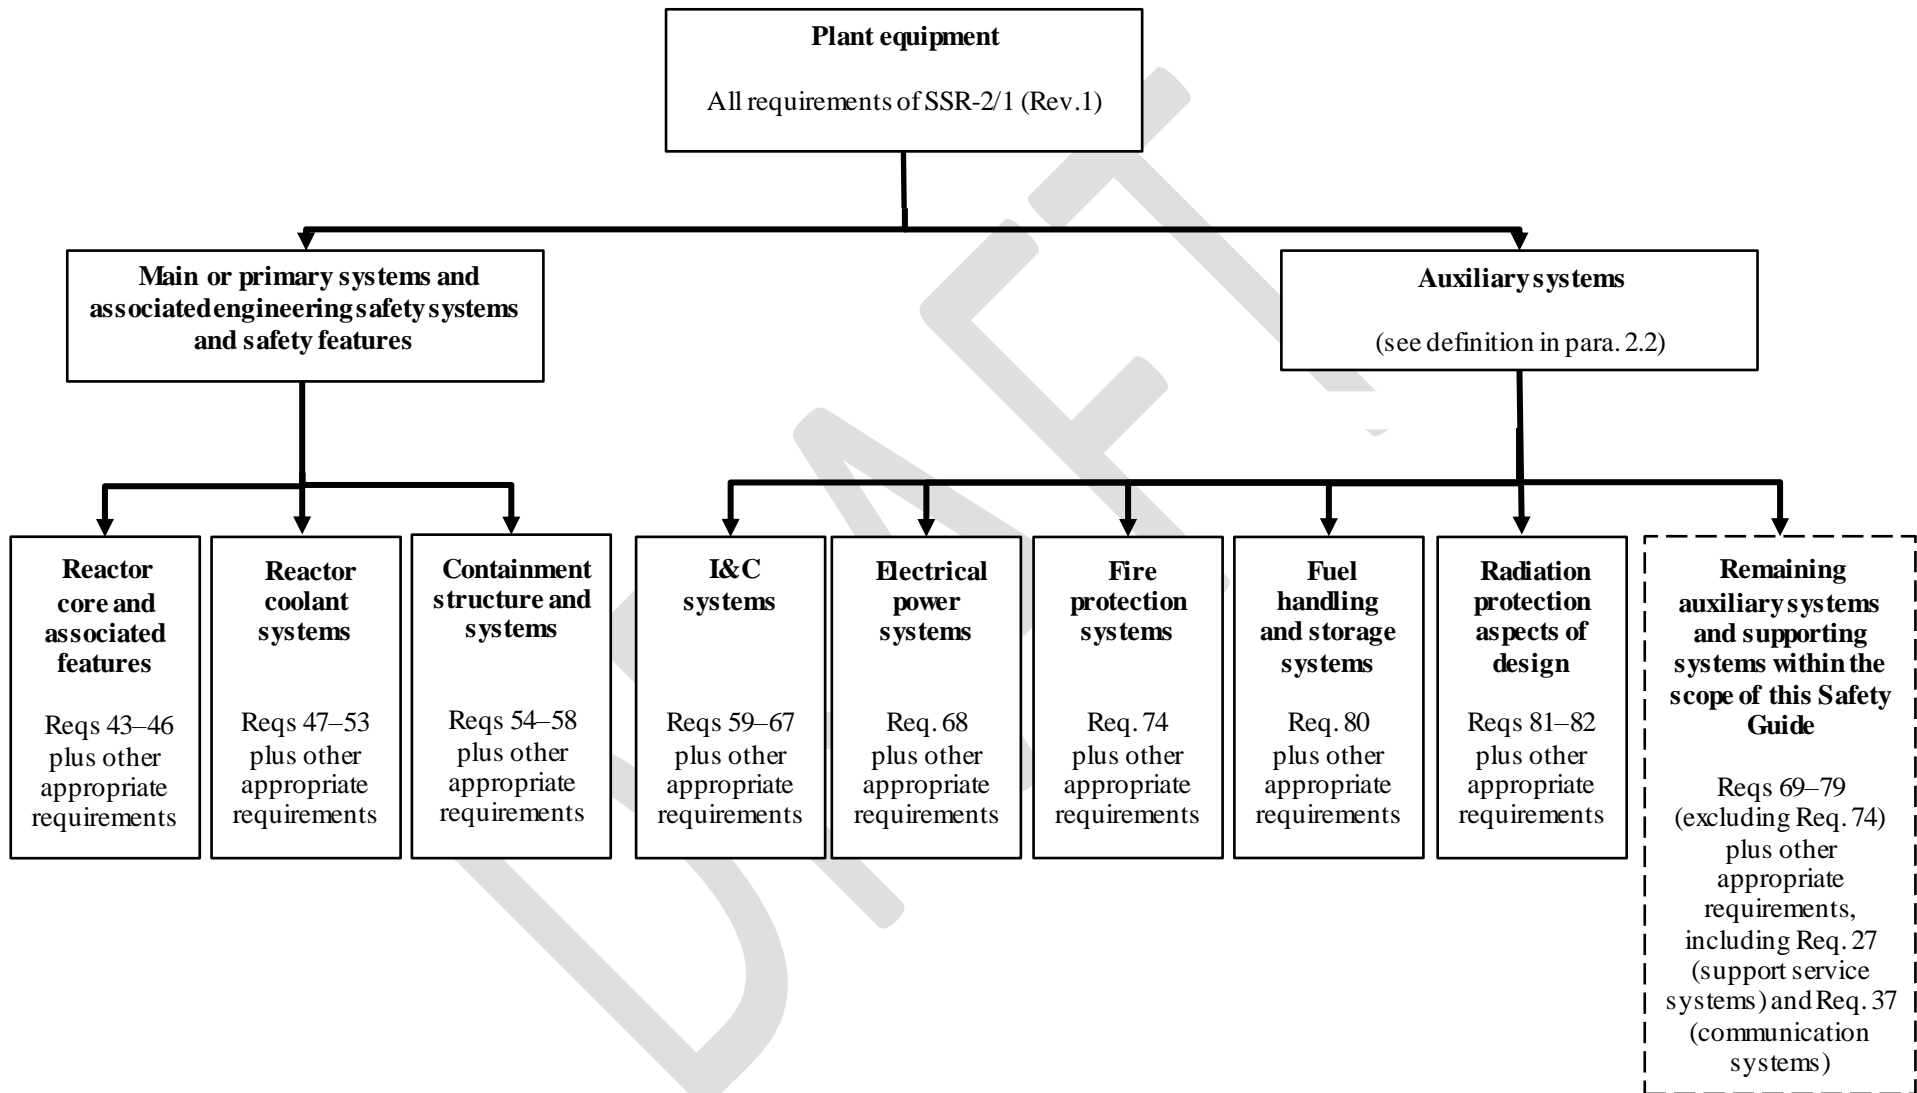 Plant equipment
All requirements of SSR-2/1 (Rev.1)
Main or primary systems and
associated engineering safety systems
and safety features
Auxiliary systems
(see definition in para. 2.2)
Reactor
core and
associated
features
Reqs 43–46
plus other
appropriate
requirements
Reactor
coolant
systems
Reqs 47–53
plus other
appropriate
requirements
Containment
structure and
systems
Reqs 54–58
plus other
appropriate
requirements
I&C
systems
Reqs 59–67
plus other
appropriate
requirements
Electrical
power
systems
Req. 68
plus other
appropriate
requirements
Fire
protection
systems
Req. 74
plus other
appropriate
requirements
Fuel
handling
and storage
systems
Req. 80
plus other
appropriate
requirements
Radiation
protection
aspects of
design
Reqs 81–82
plus other
appropriate
requirements
Remaining
auxiliary systems
and supporting
systems within the
scope of this Safety
Guide
Reqs 69–79
(excluding Req. 74)
plus other
appropriate
requirements,
including Req. 27
(support service
systems) and Req. 37
(communication
systems)
DRAFT